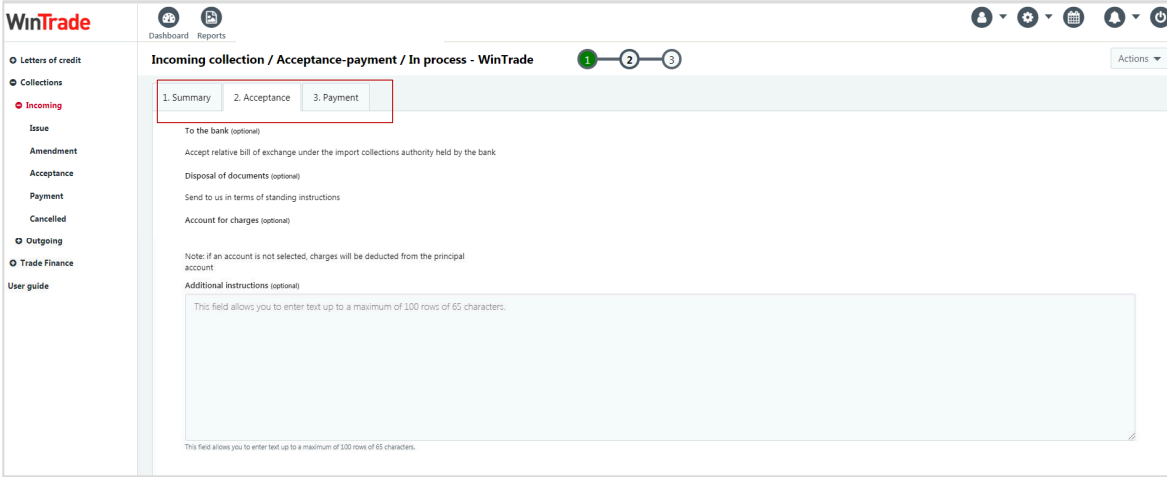 WinTrade
Dashboard Reports
Letters of credit
Collections
Incoming
Issue
Amendment
Acceptance
Payment
Cancelled
Outgoing
Trade Finance
User guide
Incoming collection / Acceptance-payment / In process - WinTrade
1 2 3
Actions
1. Summary 2. Acceptance 3. Payment
To the bank (optional)
Accept relative bill of exchange under the import collections authority held by the bank
Disposal of documents (optional)
Send to us in terms of standing instructions
Account for charges (optional)
Note: if an account is not selected, charges will be deducted from the principal
account
Additional instructions (optional)
This field allows you to enter text up to a maximum of 100 rows of 65 characters.
This field allows you to enter text up to a maximum of 100 rows of 65 characters.